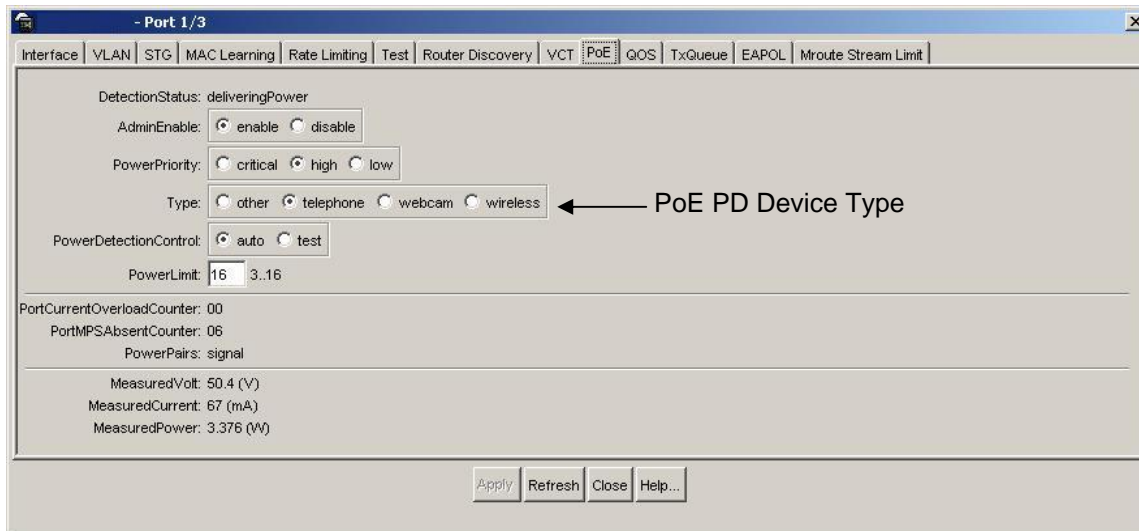 - Port 1/3
Interface VLAN STG MAC Learning Rate Limiting Test Router Discovery VCT PoE QOS TxQueue EAPOL Mroute Stream Limit
DetectionStatus: deliveringPower
AdminEnable: enable disable
PowerPriority: critical high low
Type: other telephone webcam wireless
PoE PD Device Type
PowerDetectionControl: auto test
PowerLimit: 16 3..16
PortCurrentOverloadCounter: 00
PortMPSAbsentCounter: 06
PowerPairs: signal
MeasuredVolt: 50.4 (V)
MeasuredCurrent: 67 (mA)
MeasuredPower: 3.376 (W)
Apply Refresh Close Help...